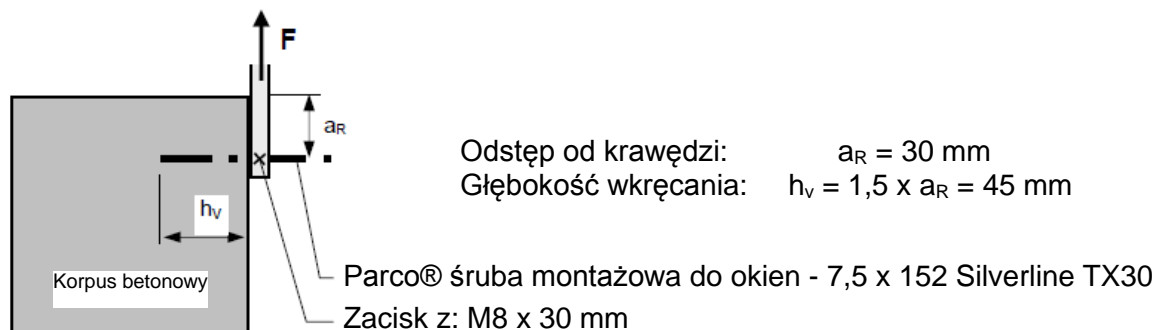 F
aR
Odstęp od krawędzi: aR = 30 mm
Głębokość wkręcania: hv = 1,5 x aR = 45 mm
hV
Korpus betonowy
Parco® śruba montażowa do okien - 7,5 x 152 Silverline TX30
Zacisk z: M8 x 30 mm